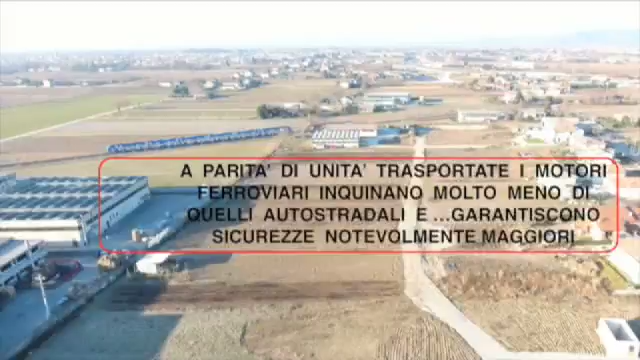 A PARITA' DI UNITA' TRASPORTATE I MOTORI
FERROVIARI INQUINANO MOLTO MENO DI
QUELLI AUTOSTRADALI E ...GARANTISCONO
SICUREZZE NOTEVOLMENTE MAGGIORI